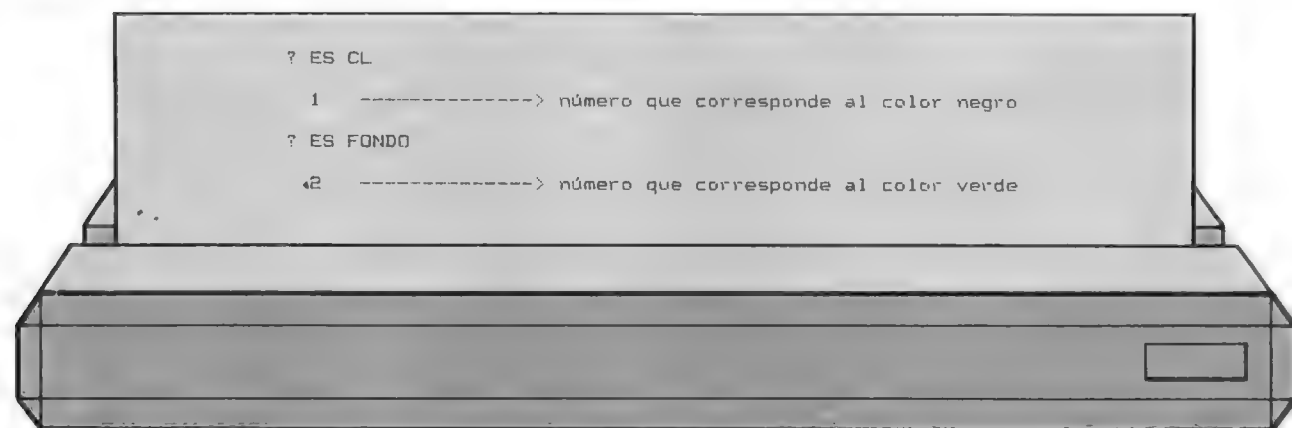 ? ES CL
1 --------------> número que corresponde al color negro
? ES FONDO
2 --------------> número que corresponde al color verde